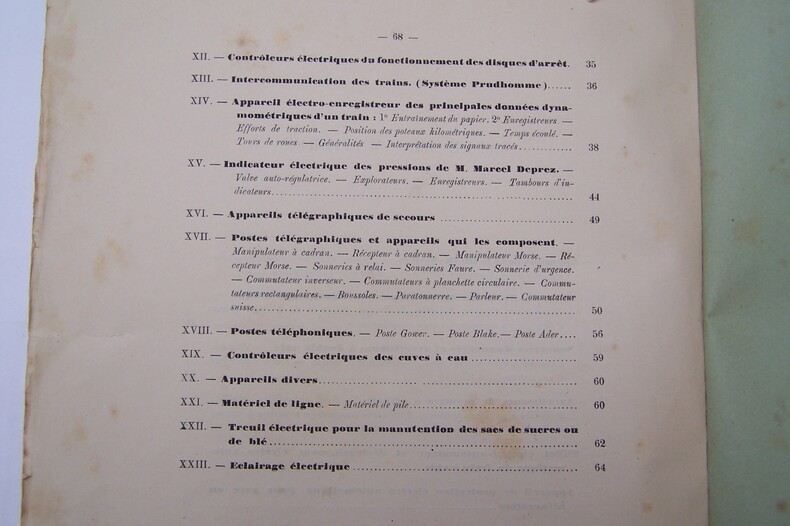 — 68 —
XII. — Contrôleurs électriques du fonctionnement des disques d'arrêt. 35
XIII. — Intercommunication des trains. (Système Prudhomme)...... 36
XIV. — Appareil électro-enregistreur des principales données dyna-
mométriques d'un train : 1º Entraînement du papier. 2º Enregistreurs. —
Efforts de traction. — Position des poteaux kilométriques. — Temps écoulé. —
Tours de roues. — Généralités — Interprétation des signaux tracés............ 38
XV. — Indicateur électrique des pressions de M. Marcel Deprez. —
Valve auto-régulatrice. — Explorateurs. — Enregistreurs. — Tambours d'in-
dicateurs........................................................................ 44
XVI. — Appareils télégraphiques de secours .............................. 49
XVII. — Postes télégraphiques et appareils qui les composent. —
Manipulateur à cadran. — Récepteur à cadran. — Manipulateur Morse. — Ré-
cepteur Morse. — Sonneries à relai. — Sonneries Faure. — Sonnerie d'urgence.
— Commutateur inverseur. — Commutateurs à planchette circulaire. — Commu-
tateurs rectangulaires. — Boussoles. — Paratonnerre. — Parleur. — Commutateur
suisse........................................................................... 50
XVIII. — Postes téléphoniques. — Poste Gower. — Poste Blake. — Poste Ader.... 56
XIX. — Contrôleurs électriques des cuves à eau ........................ 59
XX. — Appareils divers......................................................... 60
XXI. — Matériel de ligne. — Matériel de pile..................................... 60
XXII. — Treuil électrique pour la manutention des sacs de sucres ou
de blé........................................................................ 62
XXIII. — Eclairage électrique .................................................. 64